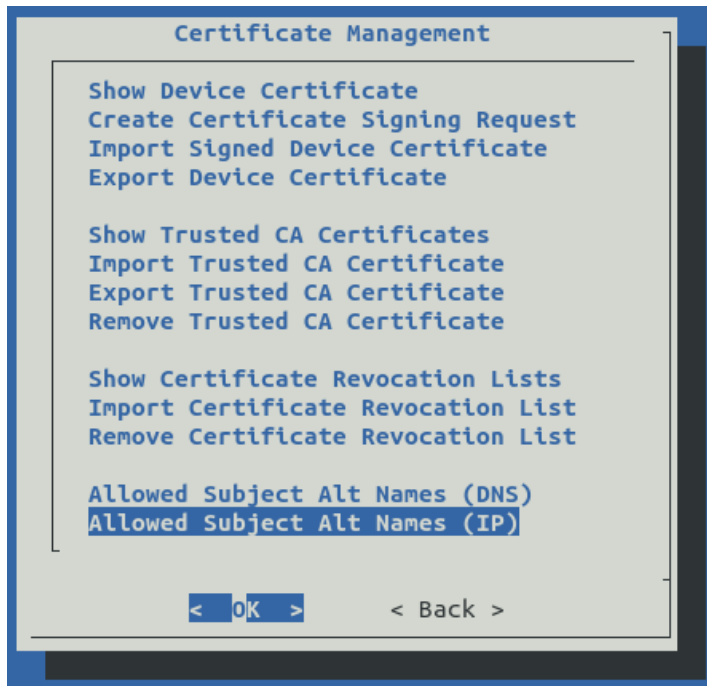 Certificate Management
Show Device Certificate
Create Certificate Signing Request
Import Signed Device Certificate
Export Device Certificate
Show Trusted CA Certificates
Import Trusted CA Certificate
Export Trusted CA Certificate
Remove Trusted CA Certificate
Show Certificate Revocation Lists
Import Certificate Revocation List
Remove Certificate Revocation List
Allowed Subject Alt Names (DNS)
Allowed Subject Alt Names (IP)
< OK > < Back >